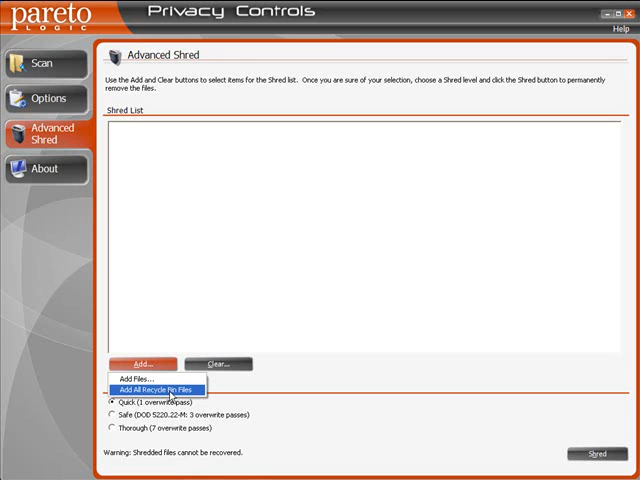 pareto
LOGIC
Privacy Controls
Help
Scan
Options
Advanced
Shred
About
Advanced Shred
Use the Add and Clear buttons to select items for the Shred list. Once you are sure of your selection, choose a Shred level and click the Shred button to permanently
remove the files.
Shred List
Add...
Clear...
Add Files...
Add All Recycle Bin Files
Quick (1 overwrite pass)
Safe (DOD 5220.22-M: 3 overwrite passes)
Thorough (7 overwrite passes)
Warning: Shredded files cannot be recovered.
Shred